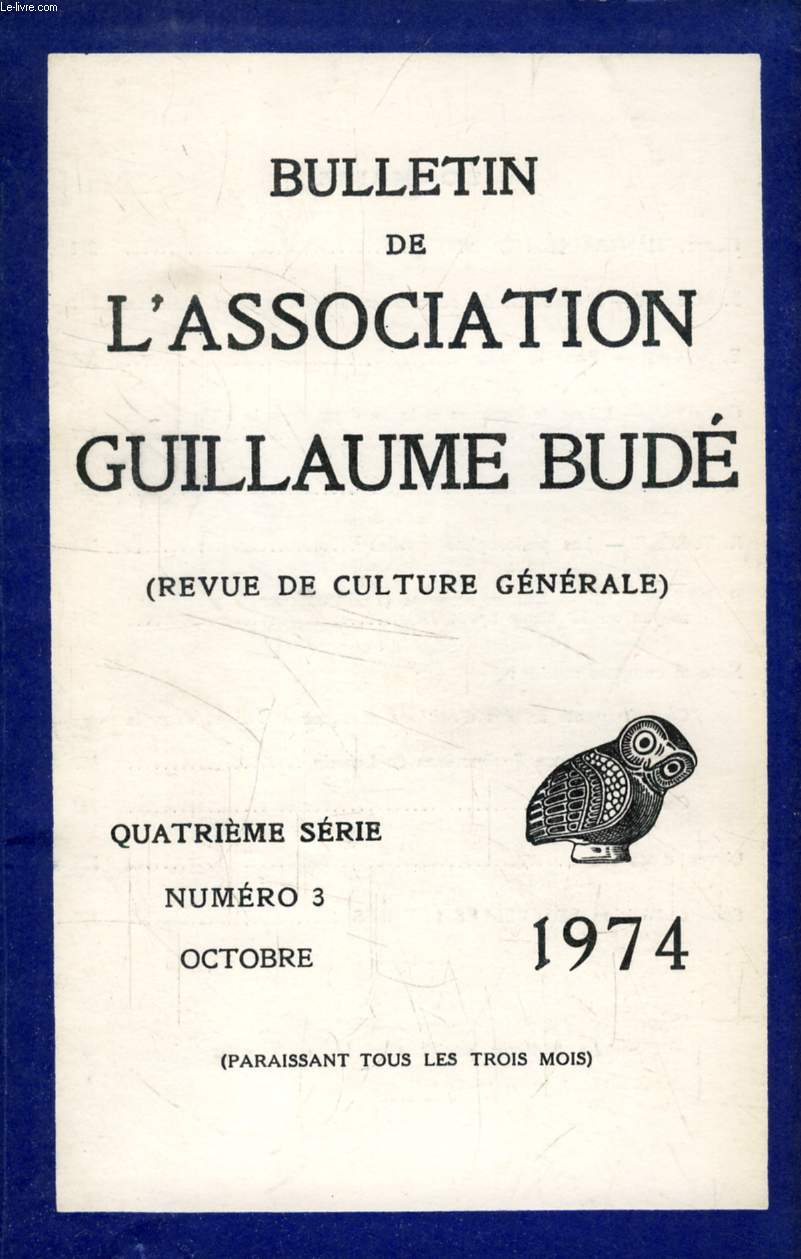 Le-livre.com
BULLETIN
DE
L'ASSOCIATION
GUILLAUME BUDÉ
(REVUE DE CULTURE GÉNÉRALE)
QUATRIÈME SÉRIE
NUMÉRO 3
OCTOBRE
1974
(PARAISSANT TOUS LES TROIS MOIS)